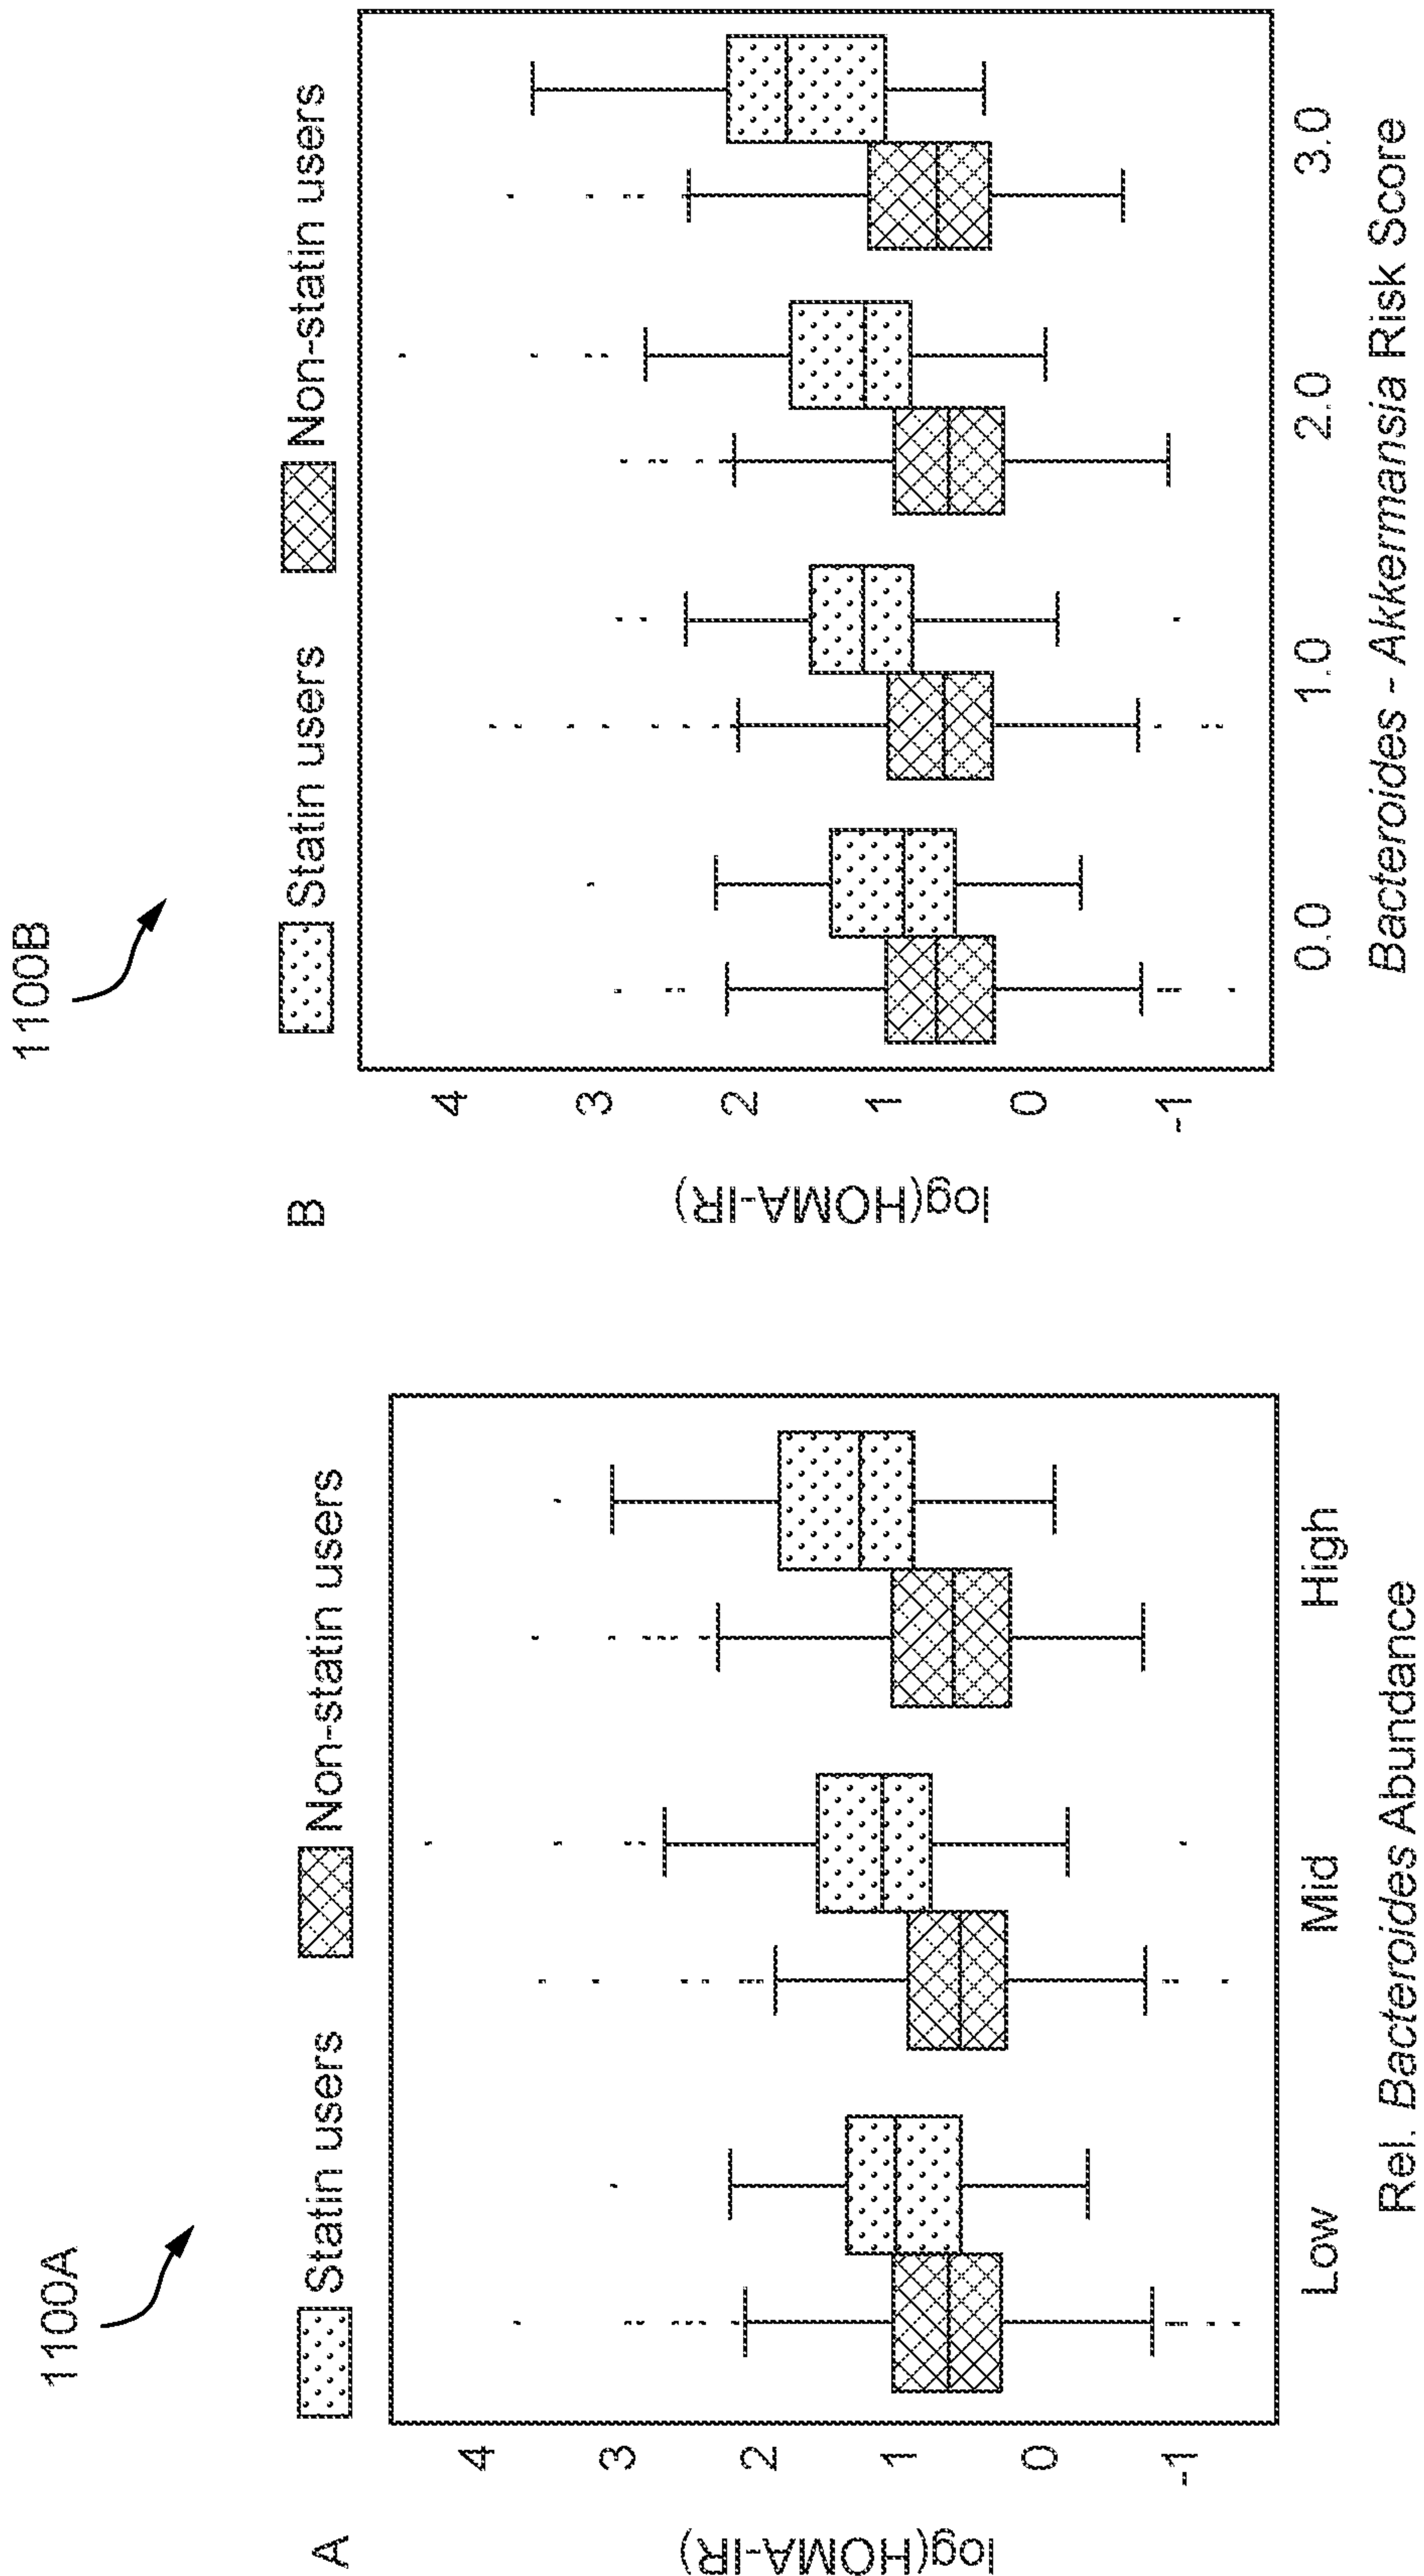 1100A
A
Statin users
Non-statin users
log(HOMA-IR)
4
3
2
1
0
-1
Low
Mid
High
Rel. Bacteroides Abundance
1100B
B
Statin users
Non-statin users
log(HOMA-IR)
4
3
2
1
0
-1
0.0
1.0
2.0
3.0
Bacteroides - Akkermansia Risk Score